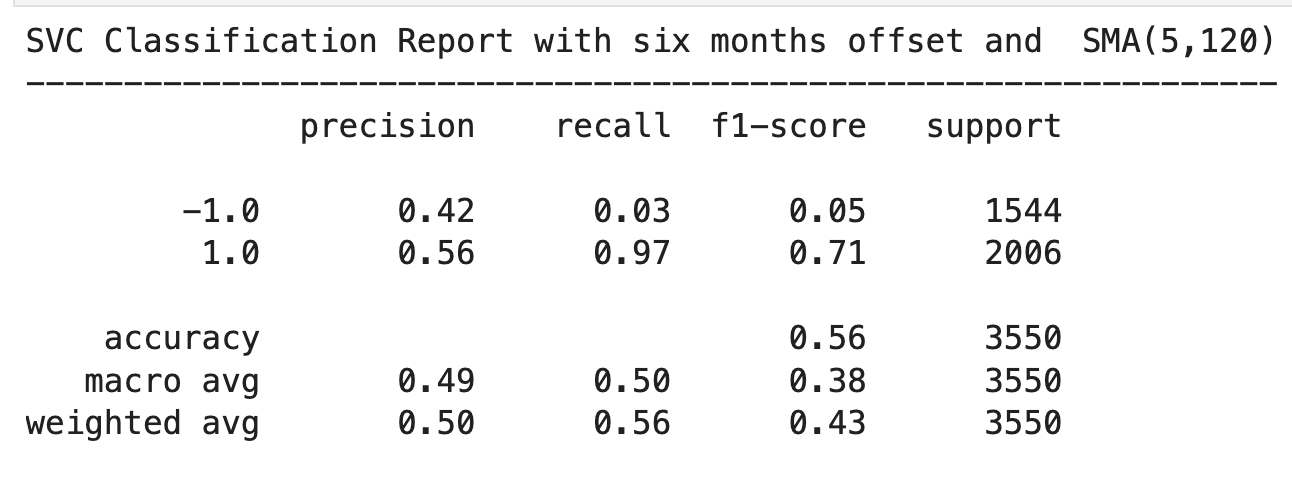 SVC Classification Report with six months offset and  SMA(5,120)
----------------------------------------------------------------
              precision    recall  f1-score   support
        -1.0       0.42      0.03      0.05      1544
         1.0       0.56      0.97      0.71      2006
    accuracy                           0.56      3550
   macro avg       0.49      0.50      0.38      3550
weighted avg       0.50      0.56      0.43      3550